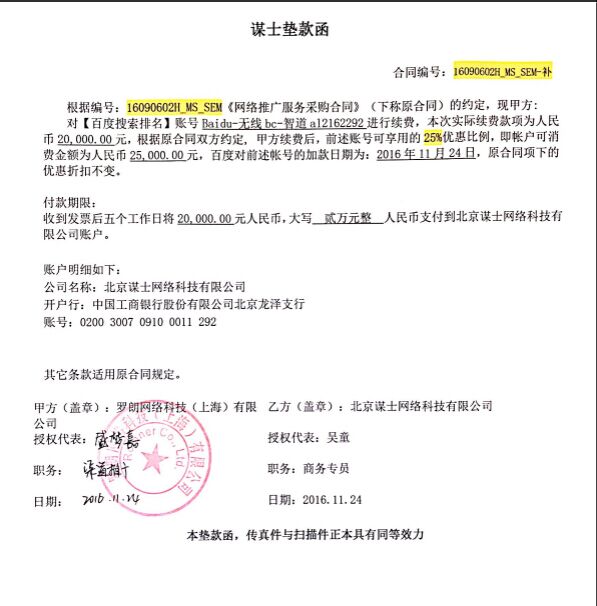 谋士垫款函
合同编号：16090602H_MS_SEM-补
根据编号：16090602H_MS_SEM《网络推广服务采购合同》（下称原合同）的约定，现甲方：
对【百度搜索排名】账号 Baidu-无线bc-智道a12162292 进行续费，本次实际续费款项为人民
币 20,000.00 元，根据原合同双方约定，甲方续费后，前述账号可享用的 25%优惠比例，即帐户可消
费金额为人民币 25,000.00 元，百度对前述帐号的加款日期为：2016 年 11 月 24 日，原合同项下的
优惠折扣不变。
付款期限：
收到发票后五个工作日将 20,000.00 元人民币，大写 贰万元整 人民币支付到北京谋士网络科技有
限公司账户。
账户明细如下：
公司名称：北京谋士网络科技有限公司
开户行：中国工商银行股份有限公司北京龙泽支行
账号：0200 3007 0910 0011 292
其它条款适用原合同规定。
甲方（盖章）：罗朗网络科技（上海）有限 乙方（盖章）：北京谋士网络科技有限公司
公司
授权代表： 授权代表：吴童
职务： 职务：商务专员
日期：2016.11.24 日期：2016.11.24
本垫款函，传真件与扫描件正本具有同等效力